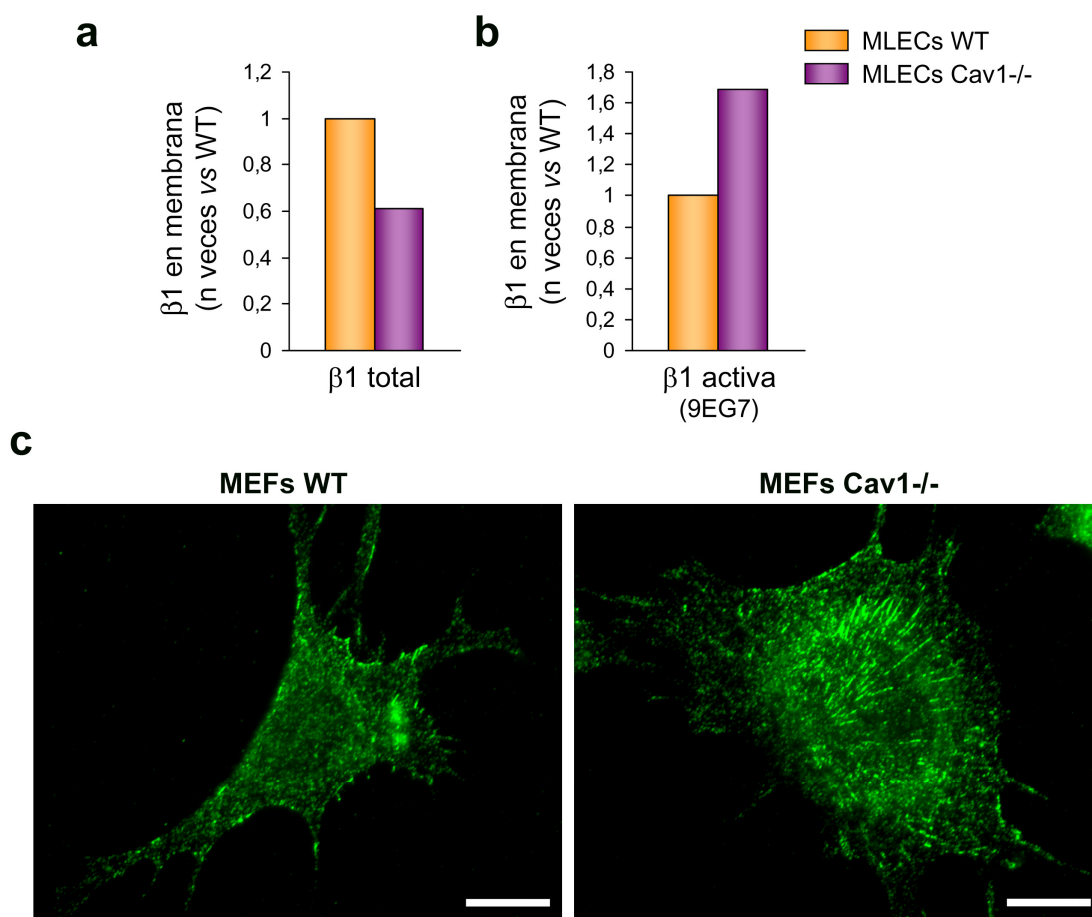 a
b
MLECs WT
MLECs Cav1-/-
β1 en membrana
(n veces vs WT)
1,2
1
0,8
0,6
0,4
0,2
0
β1 total
β1 en membrana
(n veces vs WT)
1,8
1,6
1,4
1,2
1
0,8
0,6
0,4
0,2
0
β1 activa
(9EG7)
c
MEFs WT
MEFs Cav1-/-